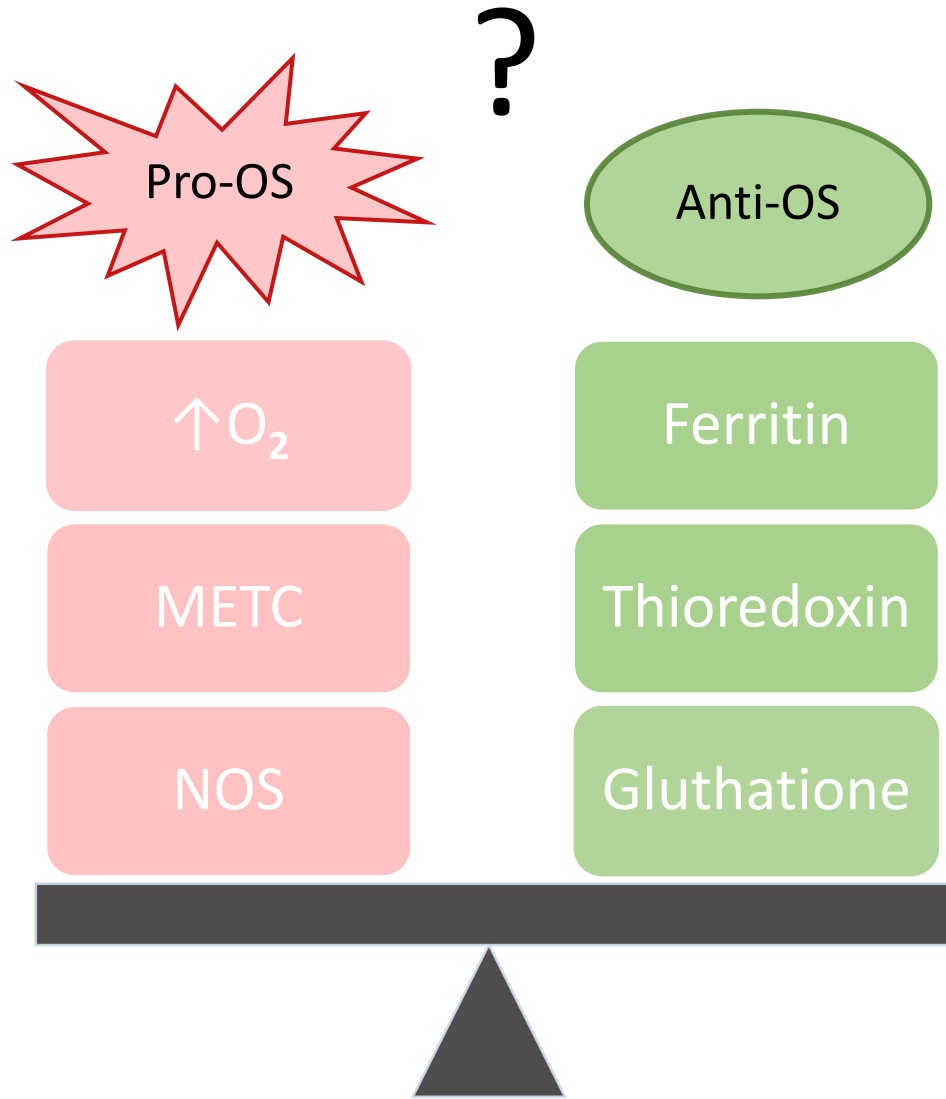 ?
Pro-OS
Anti-OS
↑O₂
Ferritin
METC
Thioredoxin
NOS
Gluthatione